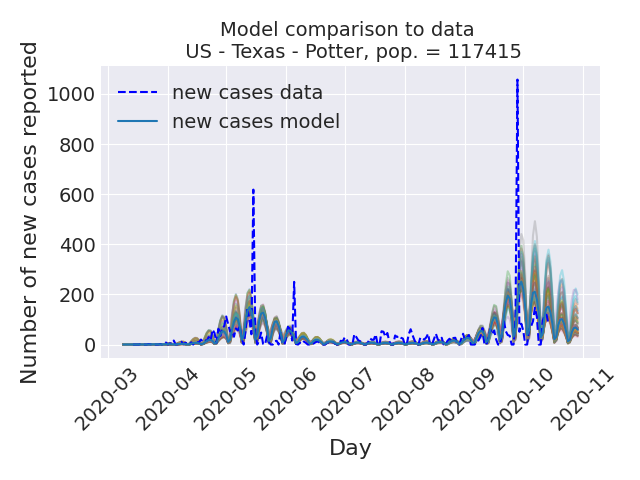 Model comparison to data
US - Texas - Potter, pop. = 117415
new cases data
new cases model
Number of new cases reported
1000
800
600
400
200
0
2020-03
2020-04
2020-05
2020-06
2020-07
2020-08
2020-09
2020-10
2020-11
Day